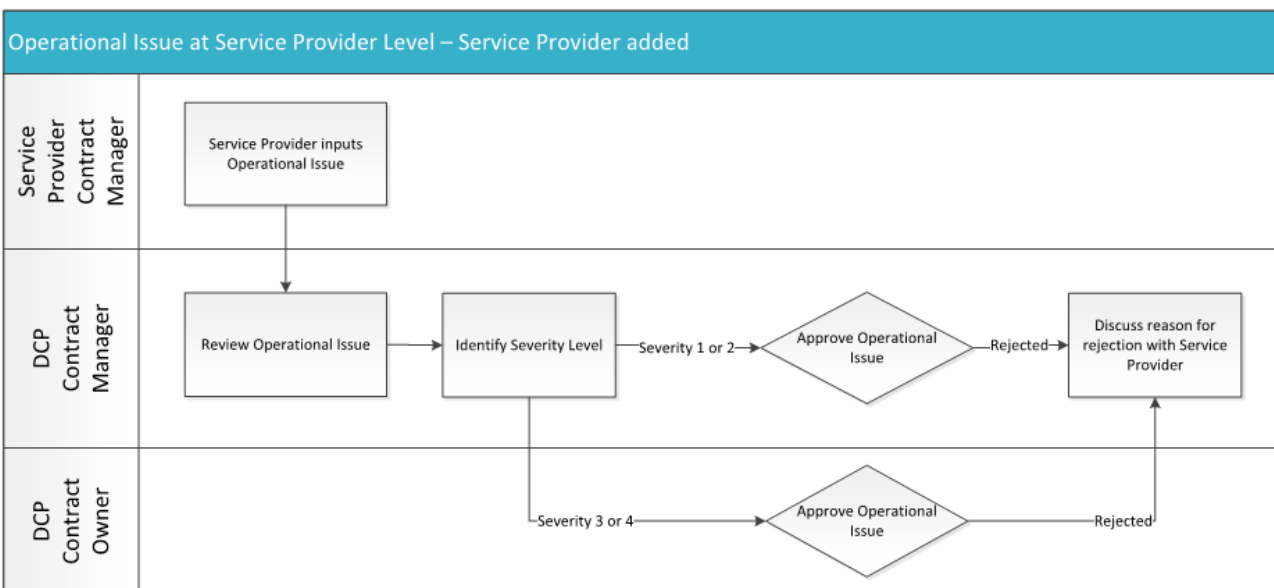 Operational Issue at Service Provider Level – Service Provider added
Service
Provider
Contract
Manager
Service Provider inputs
Operational Issue
DCP
Contract
Manager
Review Operational Issue
Identify Severity Level
Severity 1 or 2
Approve Operational
Issue
Rejected
Discuss reason for
rejection with Service
Provider
DCP
Contract
Owner
Severity 3 or 4
Approve Operational
Issue
Rejected